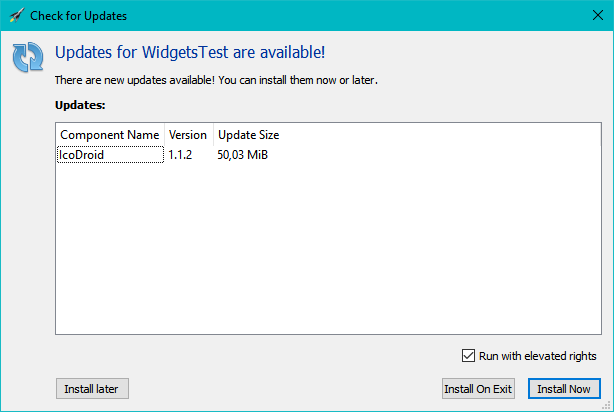 Check for Updates
Updates for WidgetsTest are available!
There are new updates available! You can install them now or later.
Updates:
Component Name Version Update Size
IcoDroid 1.1.2 50,03 MiB
Run with elevated rights
Install later Install On Exit Install Now